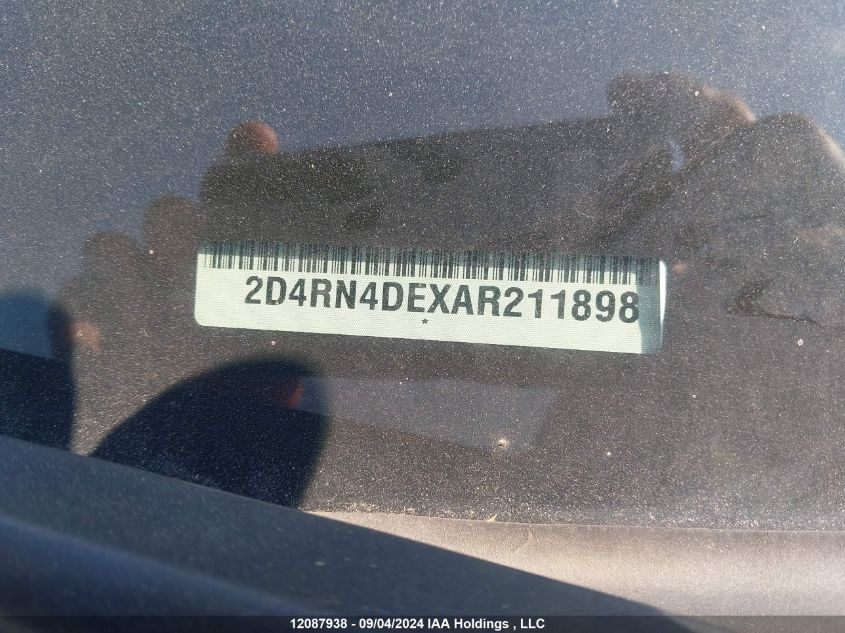 2D4RN4DEXAR211898
*
12087938 - 09/04/2024 IAA Holdings , LLC